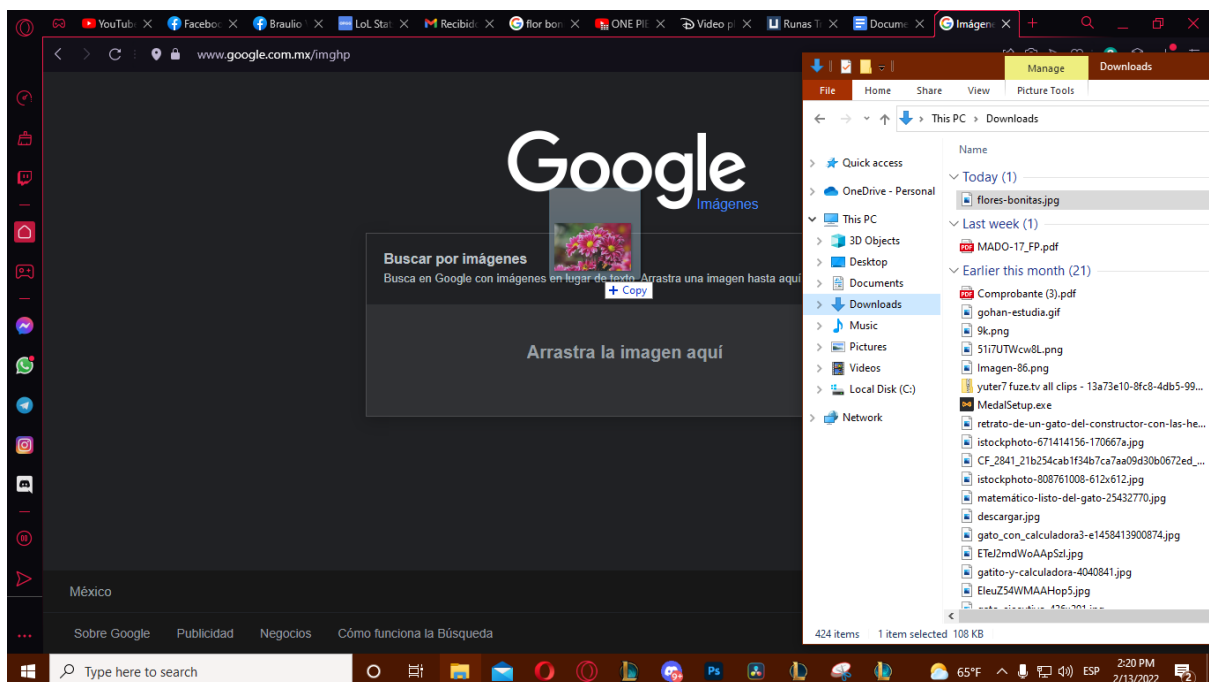 YouTub
Faceboo
Braulio
LoL Stat
Recibido
flor bon
ONE PIE
Video pl
Runas T
Docume
Imágene
www.google.com.mx/imghp
Google
Imágenes
Buscar por imágenes
Busca en Google con imágenes en lugar de texto. Arrastra una imagen hasta aquí
+ Copy
Arrastra la imagen aquí
México
Sobre Google Publicidad Negocios Cómo funciona la Búsqueda
Manage Downloads
File Home Share View Picture Tools
This PC > Downloads
Quick access
OneDrive - Personal
This PC
3D Objects
Desktop
Documents
Downloads
Music
Pictures
Videos
Local Disk (C:)
Network
Name
Today (1)
flores-bonitas.jpg
Last week (1)
MADO-17_FP.pdf
Earlier this month (21)
Comprobante (3).pdf
gohan-estudia.gif
9k.png
51i7UTWcw8L.png
Imagen-86.png
yuter7 fuze.tv all clips - 13a73e10-8fc8-4db5-99...
MedalSetup.exe
retrato-de-un-gato-del-constructor-con-las-he...
istockphoto-671414156-170667a.jpg
CF_2841_21b254cab1f34b7ca7aa09d30b0672ed_...
istockphoto-808761008-612x612.jpg
matemático-listo-del-gato-25432770.jpg
descargar.jpg
gato_con_calculadora3-e1458413900874.jpg
ETeJ2mdWoAApSzI.jpg
gatito-y-calculadora-4040841.jpg
EleuZ54WMAAHop5.jpg
424 items 1 item selected 108 KB
Type here to search
Ps
65°F
ESP
2:20 PM
2/13/2022